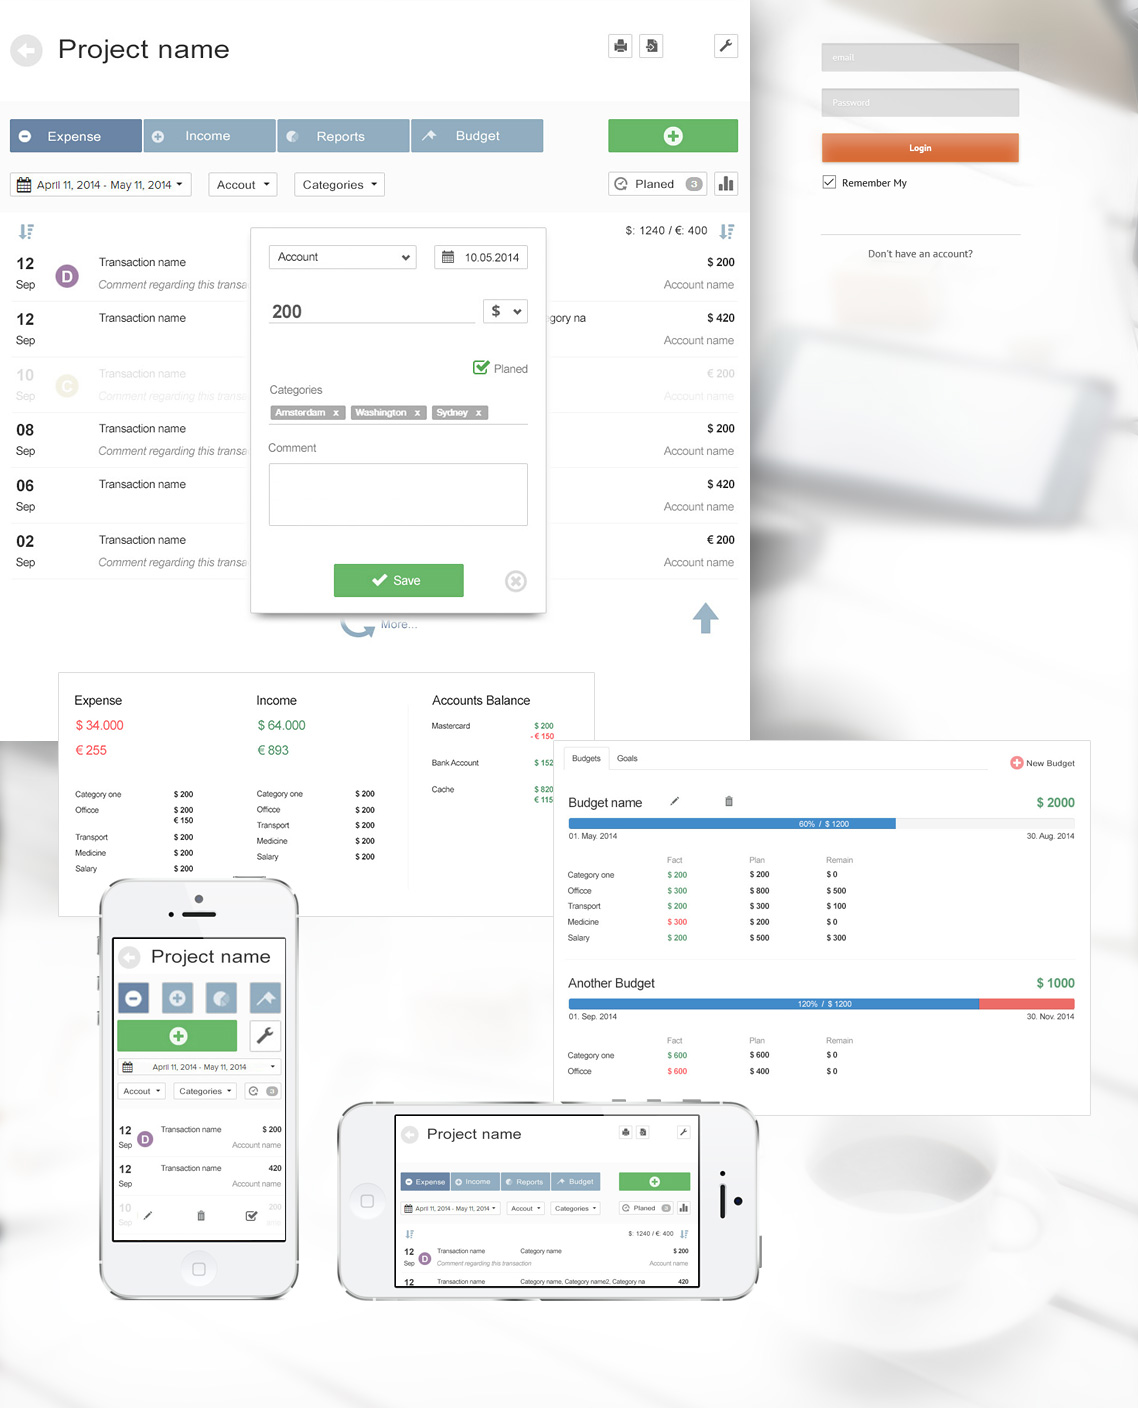 Project name
Expense
Income
Reports
Budget
April 11, 2014 - May 11, 2014
Accout
Categories
Planed 3
$: 1240 / €: 400
12
Sep
D
Transaction name
Comment regarding this transa
$ 200
Account name
12
Sep
Transaction name
gory na
$ 420
Account name
10
Sep
C
Transaction name
Comment regarding this transa
€ 200
Account name
08
Sep
Transaction name
Comment regarding this transa
$ 200
Account name
06
Sep
Transaction name
$ 420
Account name
02
Sep
Transaction name
Comment regarding this transa
€ 200
Account name
More...
Account
10.05.2014
200
$
Planed
Categories
Amsterdam x
Washington x
Sydney x
Comment
Save
email
Password
Login
Remember My
Don't have an account?
Expense
$ 34.000
€ 255
Category one $ 200
Officce $ 200
€ 150
Transport $ 200
Medicine $ 200
Salary $ 200
Income
$ 64.000
€ 893
Category one $ 200
Officce $ 200
Transport $ 200
Medicine $ 200
Salary $ 200
Accounts Balance
Mastercard $ 200
- € 150
Bank Account $ 152
Cache $ 820
€ 115
Budgets
Goals
New Budget
Budget name
$ 2000
60% / $ 1200
01. May. 2014
30. Aug. 2014
Fact Plan Remain
Category one $ 200 $ 200 $ 0
Officce $ 300 $ 800 $ 500
Transport $ 200 $ 300 $ 100
Medicine $ 300 $ 200 $ 0
Salary $ 200 $ 500 $ 300
Another Budget
$ 1000
120% / $ 1200
01. Sep. 2014
30. Nov. 2014
Fact Plan Remain
Category one $ 600 $ 600 $ 0
Officce $ 600 $ 400 $ 0
Project name
April 11, 2014 - May 11, 2014
Accout
Categories
3
12
Sep
D
Transaction name
$ 200
Account name
12
Sep
Transaction name
420
Account name
10
Sep
200
Project name
Expense
Income
Reports
Budget
April 11, 2014 - May 11, 2014
Accout
Categories
Planed 3
$: 1240 / €: 400
12
Sep
D
Transaction name
Category name
$ 200
Comment regarding this transaction
Account name
12
Transaction name
Category name, Category name2, Category na
420